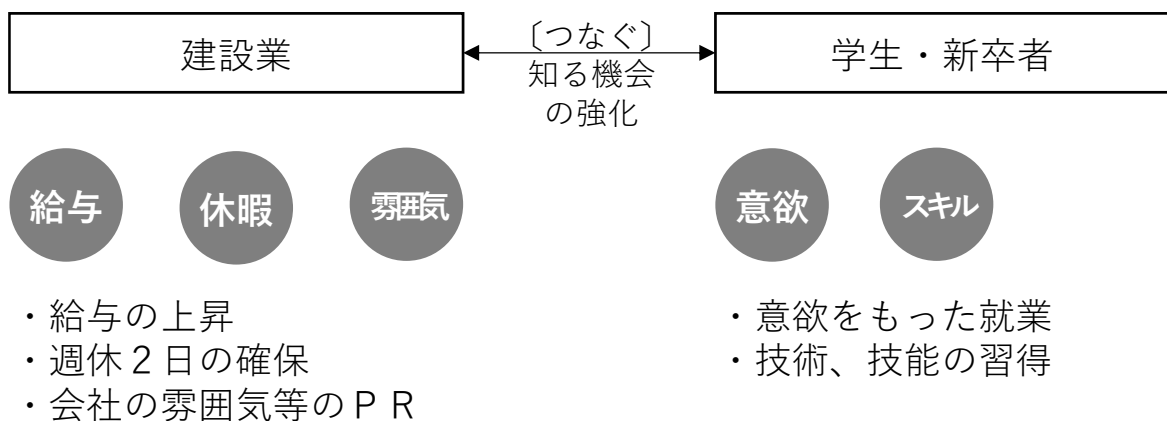 建設業
〔つなぐ〕
知る機会
の強化
学生・新卒者
給与
休暇
雰囲気
意欲
スキル
・給与の上昇
・週休２日の確保
・会社の雰囲気等のＰＲ
・意欲をもった就業
・技術、技能の習得